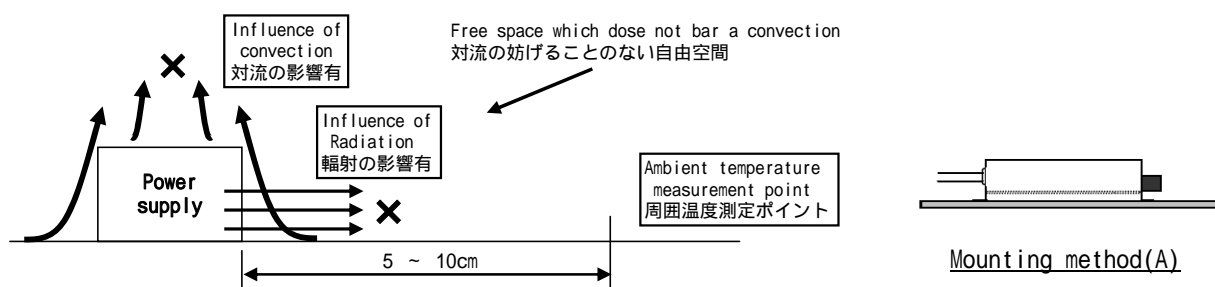 Influence of
convection
対流の影響有
Free space which dose not bar a convection
対流の妨げることのない自由空間
Influence of
Radiation
輻射の影響有
Power
supply
Ambient temperature
measurement point
周囲温度測定ポイント
5 ~ 10cm
Mounting method(A)